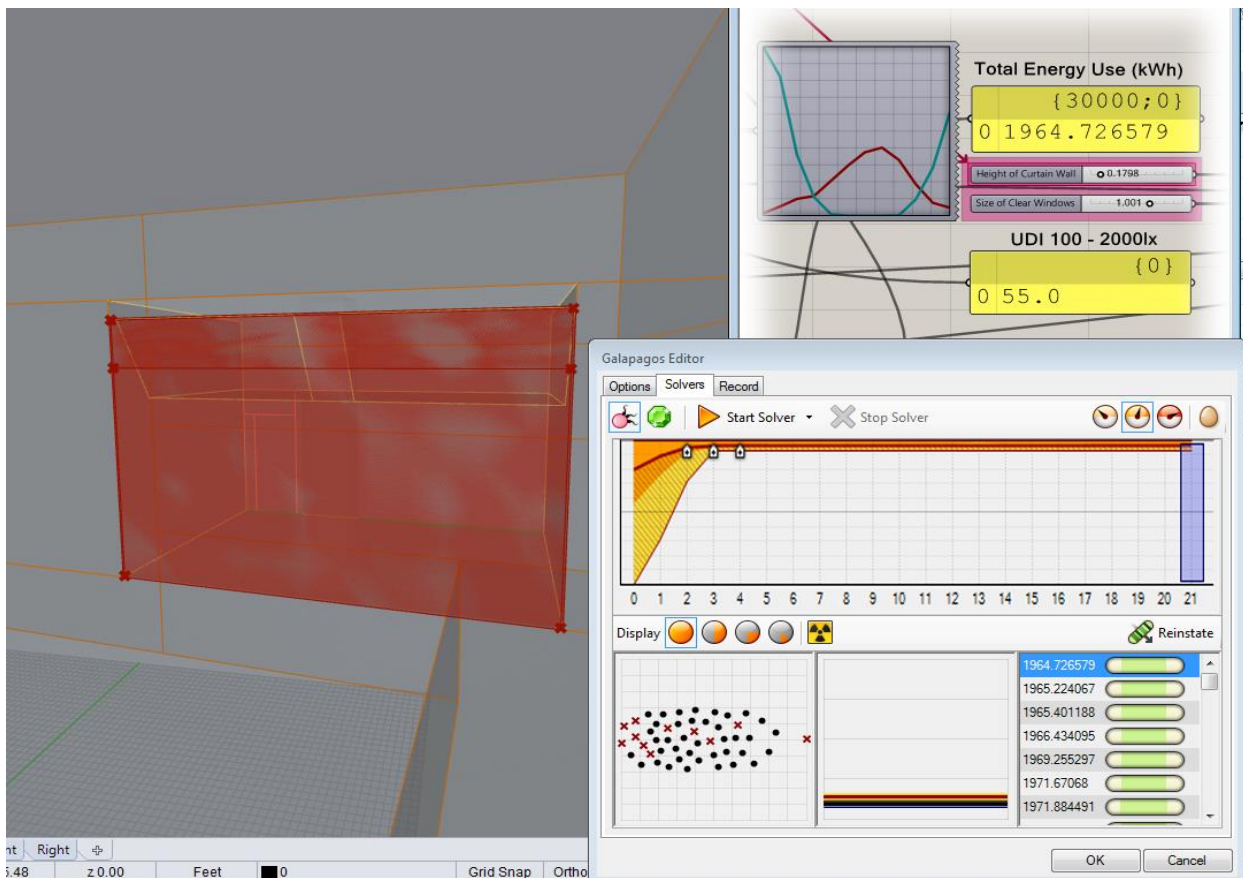 Total Energy Use (kWh)
{30000;0}
0 1964.726579
Height of Curtain Wall 0.1798
Size of Clear Windows 1.001
UDI 100 - 2000lx
{0}
0 55.0
Galapagos Editor
Options Solvers Record
Start Solver Stop Solver
0 1 2 3 4 5 6 7 8 9 10 11 12 13 14 15 16 17 18 19 20 21
Display Reinstate
1964.726579
1965.224067
1965.401188
1966.434095
1969.255297
1971.67068
1971.884491
OK Cancel
Right
z 0.00 Feet 0 Grid Snap Ortho